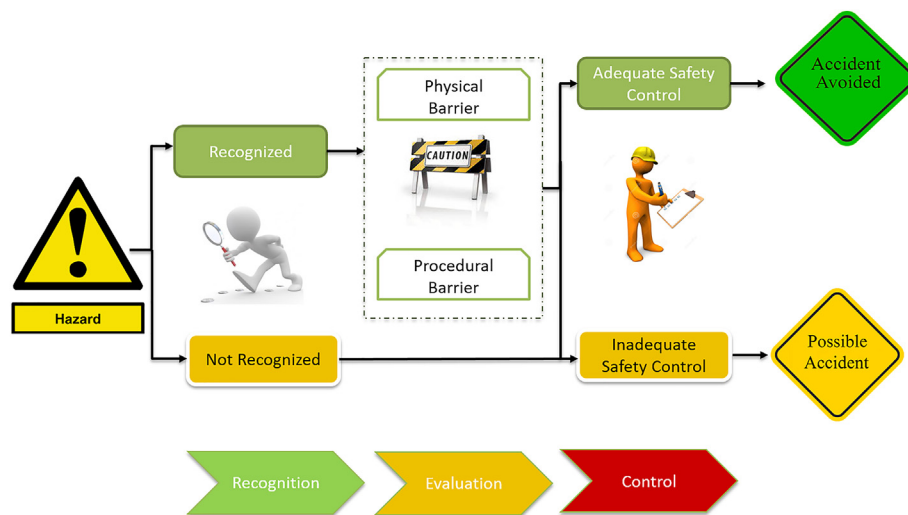 Hazard
Recognized
Not Recognized
Physical
Barrier
CAUTION
Procedural
Barrier
Adequate Safety
Control
Inadequate
Safety Control
Accident
Avoided
Possible
Accident
Recognition
Evaluation
Control